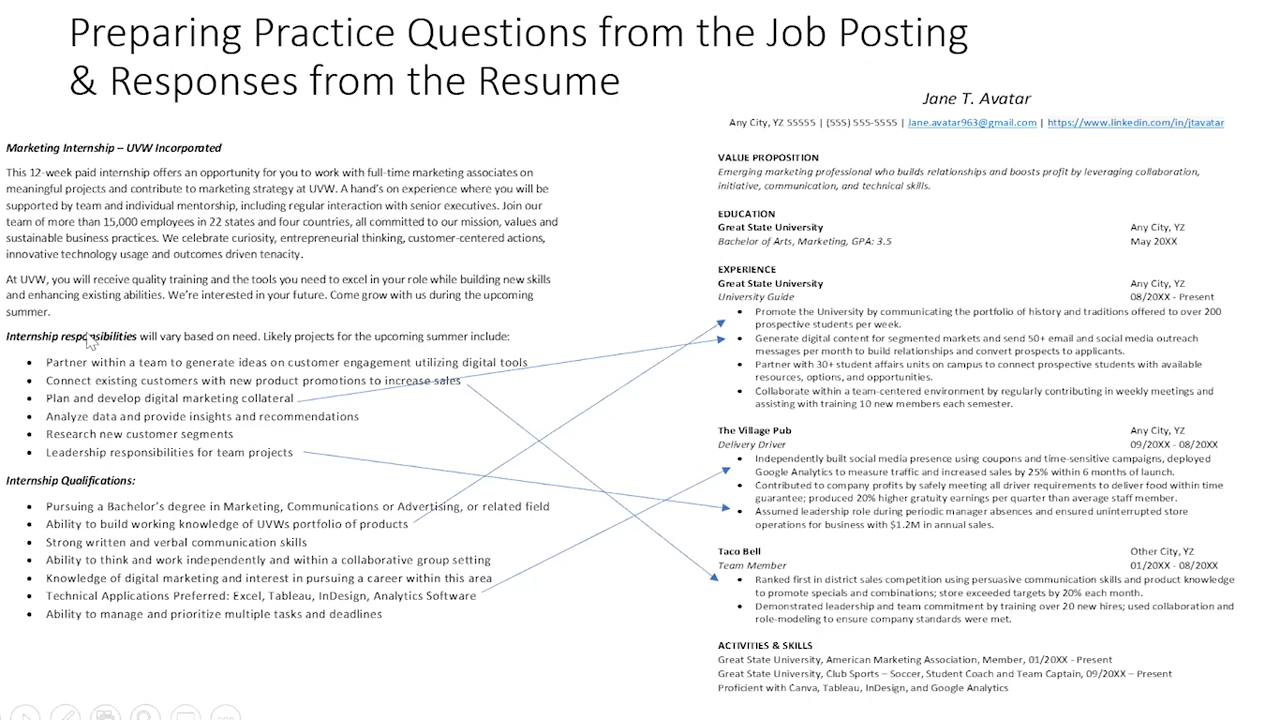 Preparing Practice Questions from the Job Posting
& Responses from the Resume
Marketing Internship – UVW Incorporated
This 12-week paid internship offers an opportunity for you to work with full-time marketing associates on
meaningful projects and contribute to marketing strategy at UVW. A hand's on experience where you will be
supported by team and individual mentorship, including regular interaction with senior executives. Join our
team of more than 15,000 employees in 22 states and four countries, all committed to our mission, values and
sustainable business practices. We celebrate curiosity, entrepreneurial thinking, customer-centered actions,
innovative technology usage and outcomes driven tenacity.
At UVW, you will receive quality training and the tools you need to excel in your role while building new skills
and enhancing existing abilities. We're interested in your future. Come grow with us during the upcoming
summer.
Internship responsibilities will vary based on need. Likely projects for the upcoming summer include:
• Partner within a team to generate ideas on customer engagement utilizing digital tools
• Connect existing customers with new product promotions to increase sales
• Plan and develop digital marketing collateral
• Analyze data and provide insights and recommendations
• Research new customer segments
• Leadership responsibilities for team projects
Internship Qualifications:
• Pursuing a Bachelor's degree in Marketing, Communications or Advertising, or related field
• Ability to build working knowledge of UVWs portfolio of products
• Strong written and verbal communication skills
• Ability to think and work independently and within a collaborative group setting
• Knowledge of digital marketing and interest in pursuing a career within this area
• Technical Applications Preferred: Excel, Tableau, InDesign, Analytics Software
• Ability to manage and prioritize multiple tasks and deadlines
Jane T. Avatar
Any City, YZ 55555 | (555) 555-5555 | Jane.avatar963@gmail.com | https://www.linkedin.com/in/jtavatar
VALUE PROPOSITION
Emerging marketing professional who builds relationships and boosts profit by leveraging collaboration,
initiative, communication, and technical skills.
EDUCATION
Great State University Any City, YZ
Bachelor of Arts, Marketing, GPA: 3.5 May 20XX
EXPERIENCE
Great State University Any City, YZ
University Guide 08/20XX - Present
• Promote the University by communicating the portfolio of history and traditions offered to over 200
prospective students per week.
• Generate digital content for segmented markets and send 50+ email and social media outreach
messages per month to build relationships and convert prospects to applicants.
• Partner with 30+ student affairs units on campus to connect prospective students with available
resources, options, and opportunities.
• Collaborate within a team-centered environment by regularly contributing in weekly meetings and
assisting with training 10 new members each semester.
The Village Pub Any City, YZ
Delivery Driver 09/20XX - 08/20XX
• Independently built social media presence using coupons and time-sensitive campaigns, deployed
Google Analytics to measure traffic and increased sales by 25% within 6 months of launch.
• Contributed to company profits by safely meeting all driver requirements to deliver food within time
guarantee; produced 20% higher gratuity earnings per quarter than average staff member.
• Assumed leadership role during periodic manager absences and ensured uninterrupted store
operations for business with $1.2M in annual sales.
Taco Bell Other City, YZ
Team Member 01/20XX - 08/20XX
• Ranked first in district sales competition using persuasive communication skills and product knowledge
to promote specials and combinations; store exceeded targets by 20% each month.
• Demonstrated leadership and team commitment by training over 20 new hires; used collaboration and
role-modeling to ensure company standards were met.
ACTIVITIES & SKILLS
Great State University, American Marketing Association, Member, 01/20XX - Present
Great State University, Club Sports – Soccer, Student Coach and Team Captain, 09/20XX – Present
Proficient with Canva, Tableau, InDesign, and Google Analytics